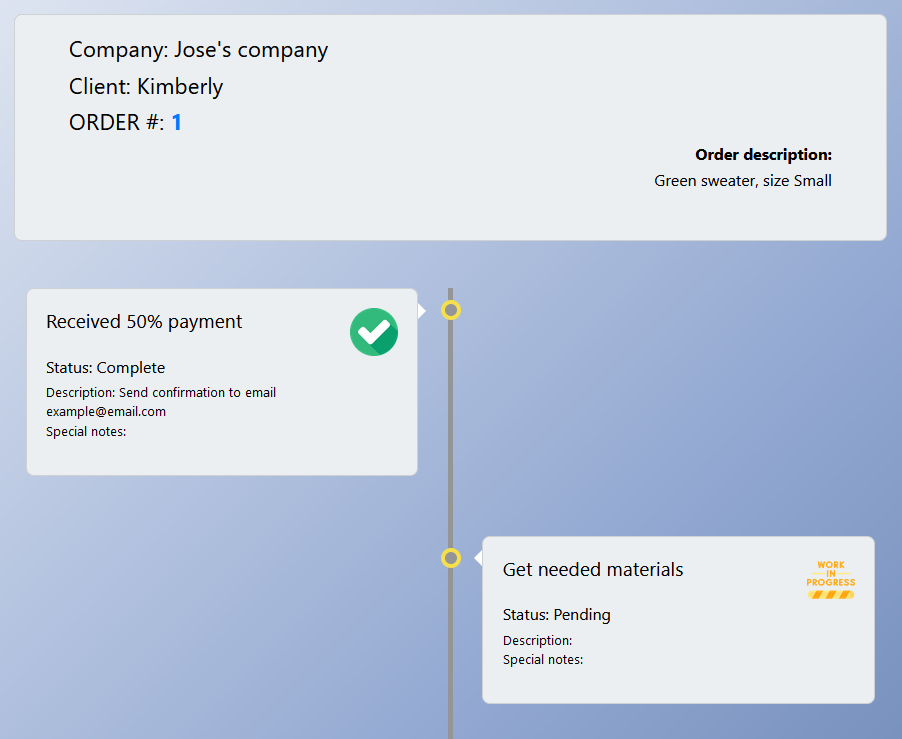 Company: Jose's company
Client: Kimberly
ORDER #: 1
Order description:
Green sweater, size Small
Received 50% payment
Status: Complete
Description: Send confirmation to email
example@email.com
Special notes:
Get needed materials
WORK
IN
PROGRESS
Status: Pending
Description:
Special notes: